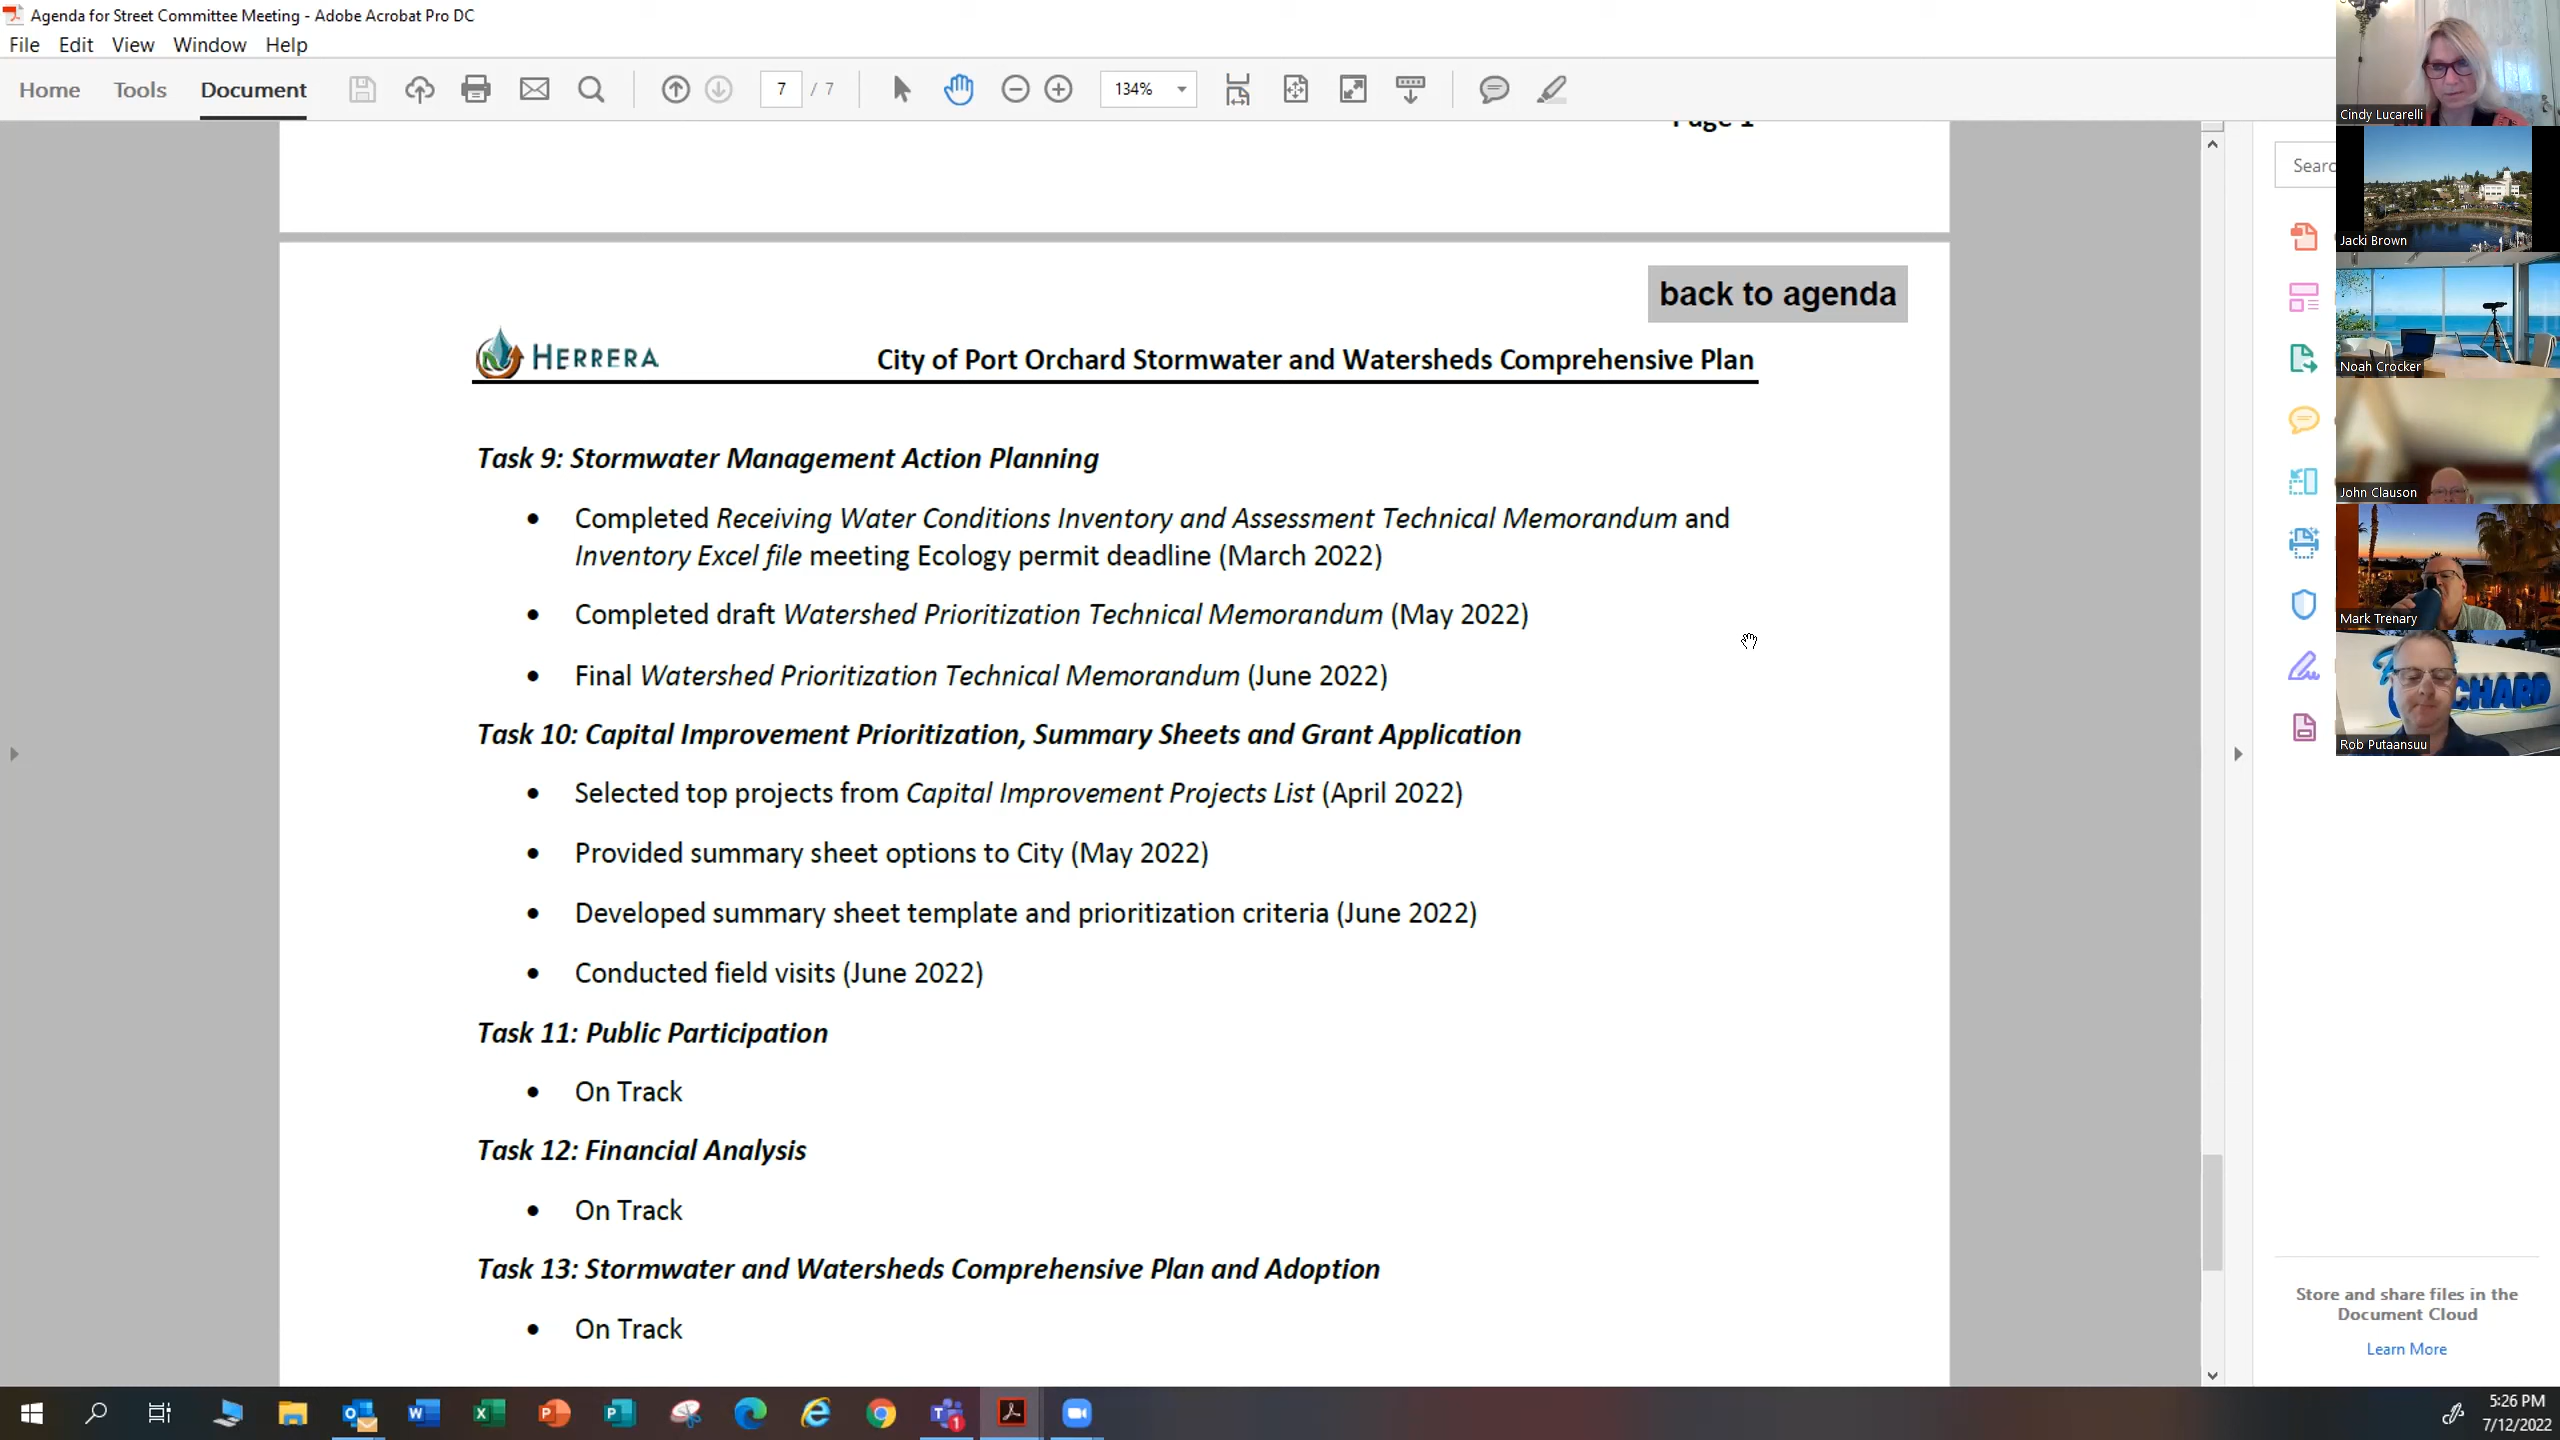 Agenda for Street Committee Meeting - Adobe Acrobat Pro DC
File Edit View Window Help
Home Tools Document 7 / 7 134%
Page 1
back to agenda
HERRERA City of Port Orchard Stormwater and Watersheds Comprehensive Plan
Task 9: Stormwater Management Action Planning
• Completed Receiving Water Conditions Inventory and Assessment Technical Memorandum and
Inventory Excel file meeting Ecology permit deadline (March 2022)
• Completed draft Watershed Prioritization Technical Memorandum (May 2022)
• Final Watershed Prioritization Technical Memorandum (June 2022)
Task 10: Capital Improvement Prioritization, Summary Sheets and Grant Application
• Selected top projects from Capital Improvement Projects List (April 2022)
• Provided summary sheet options to City (May 2022)
• Developed summary sheet template and prioritization criteria (June 2022)
• Conducted field visits (June 2022)
Task 11: Public Participation
• On Track
Task 12: Financial Analysis
• On Track
Task 13: Stormwater and Watersheds Comprehensive Plan and Adoption
• On Track
Searc
Cindy Lucarelli
Jacki Brown
Noah Crocker
John Clauson
Mark Trenary
CHARD
Rob Putaansuu
Store and share files in the
Document Cloud
Learn More
1
5:26 PM
7/12/2022